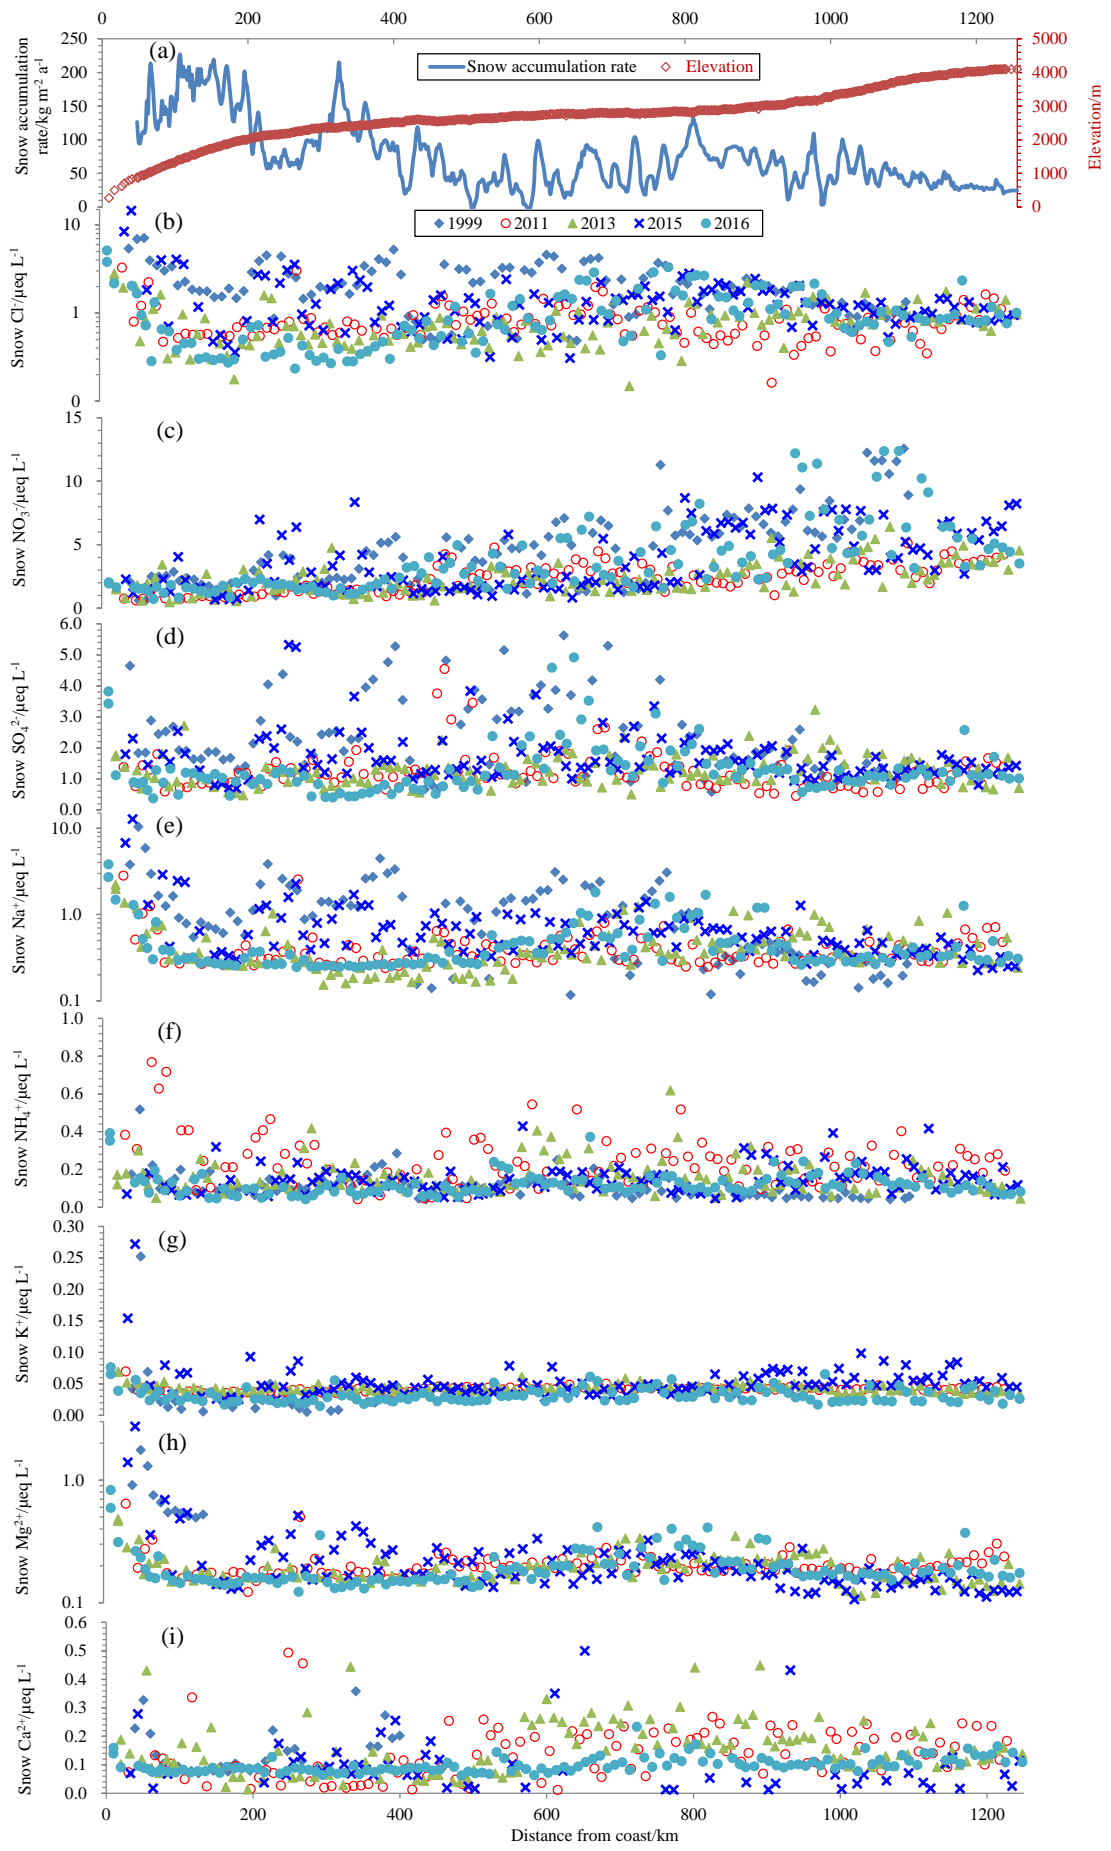 0 200 400 600 800 1000 1200
(a)
Snow accumulation
rate/kg m⁻² a⁻¹
250
200
150
100
50
0
Snow accumulation rate Elevation
5000
4000
3000
2000
1000
0
Elevation/m
(b)
1999 2011 2013 2015 2016
Snow Cl⁻/μeq L⁻¹
10
1
0
(c)
Snow NO₃⁻/μeq L⁻¹
15
10
5
0
(d)
Snow SO₄²⁻/μeq L⁻¹
6.0
5.0
4.0
3.0
2.0
1.0
0.0
(e)
Snow Na⁺/μeq L⁻¹
10.0
1.0
0.1
(f)
Snow NH₄⁺/μeq L⁻¹
1.0
0.8
0.6
0.4
0.2
0.0
(g)
Snow K⁺/μeq L⁻¹
0.30
0.25
0.20
0.15
0.10
0.05
0.00
(h)
Snow Mg²⁺/μeq L⁻¹
1.0
0.1
(i)
Snow Ca²⁺/μeq L⁻¹
0.6
0.5
0.4
0.3
0.2
0.1
0.0
0 200 400 600 800 1000 1200
Distance from coast/km